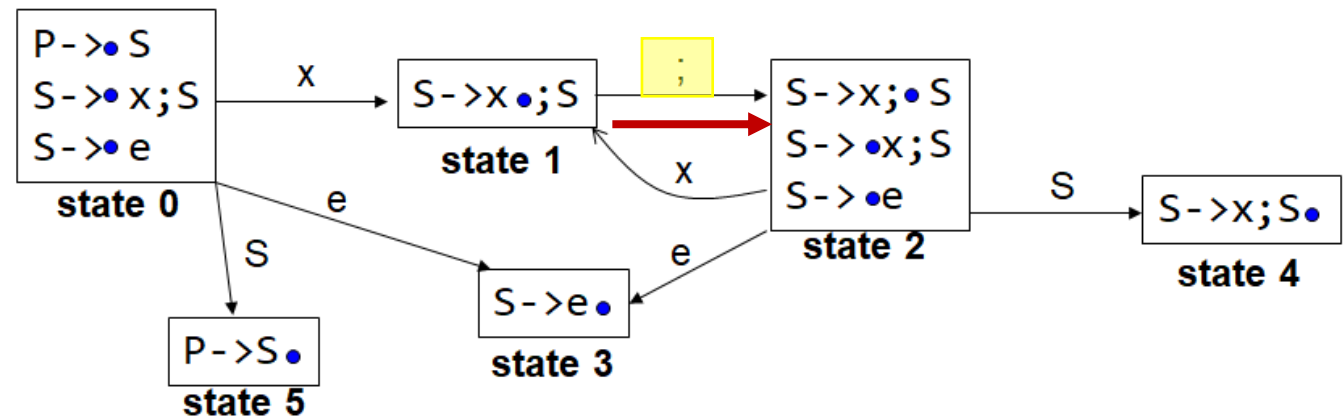 P->• S
S->• x;S
S->• e
state 0
x
S->x •;S
state 1
;
S->x;• S
S-> •x;S
S-> •e
state 2
x
e
S
S->x;S•
state 4
e
S
S->e •
state 3
P->S •
state 5